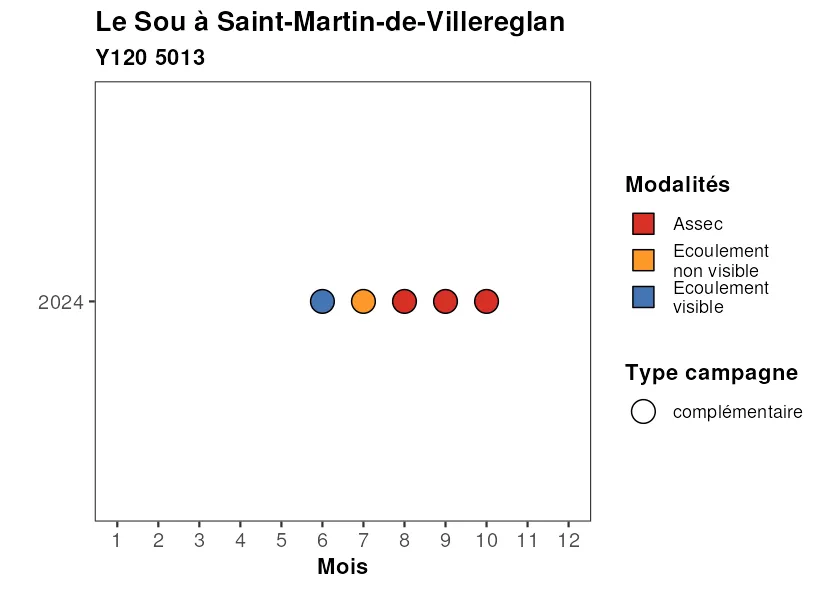 Le Sou à Saint-Martin-de-Villereglan
Y120 5013
Modalités
Assec
Ecoulement
non visible
Ecoulement
visible
2024
Type campagne
complémentaire
1 2 3 4 5 6 7 8 9 10 11 12
Mois